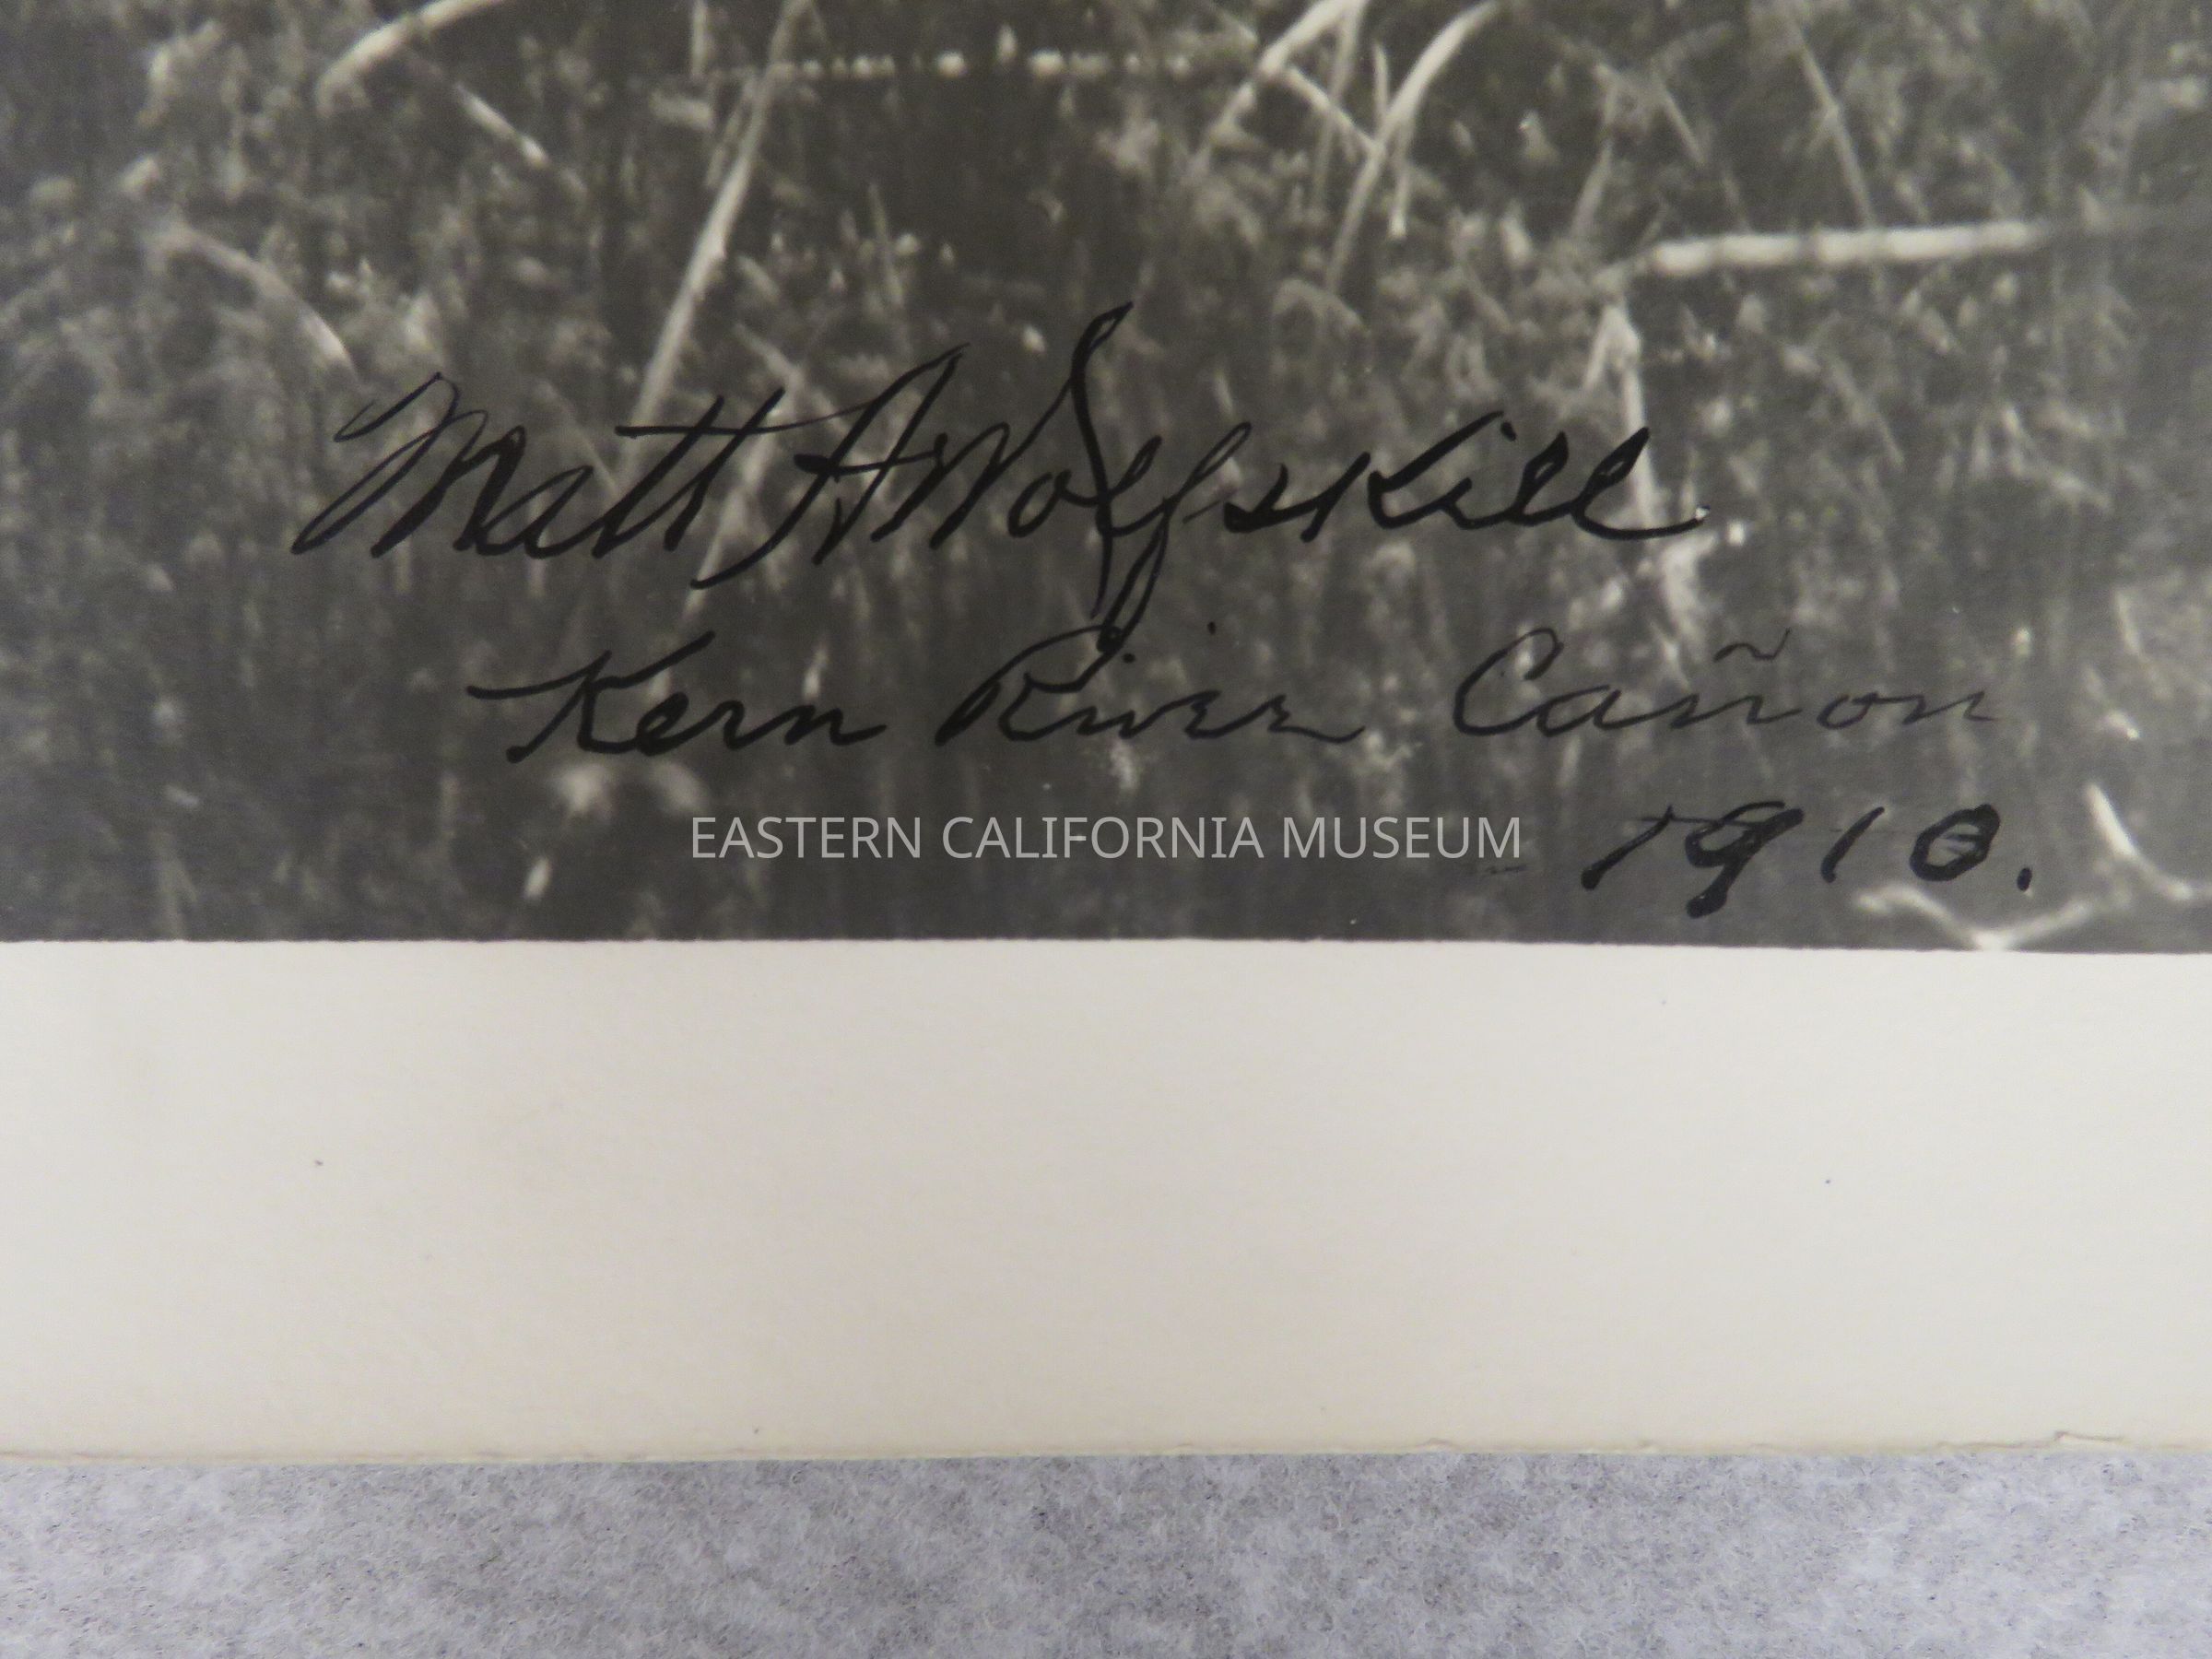 Matt A Wolfskill
Kern River Cañon
1910.
EASTERN CALIFORNIA MUSEUM